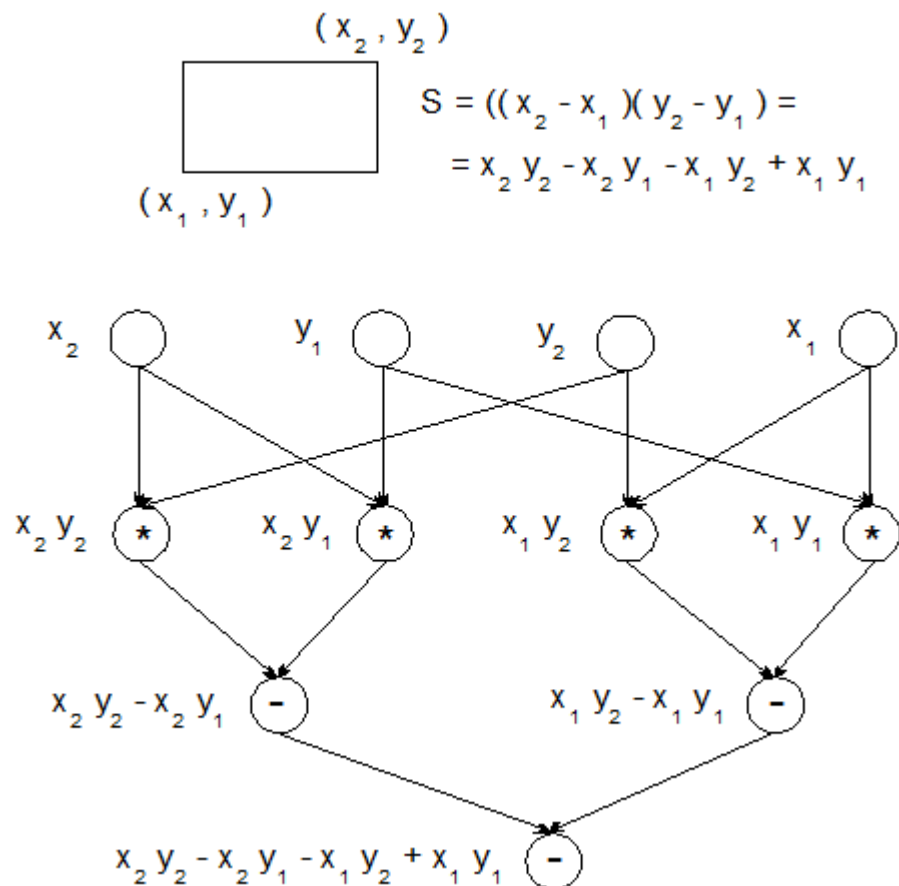 ( x₂ , y₂ )
S = ((x₂ - x₁)( y₂ - y₁ ) =
= x₂ y₂ - x₂ y₁ - x₁ y₂ + x₁ y₁
( x₁ , y₁ )
x₂ y₁ y₂ x₁
x₂ y₂ * x₂ y₁ * x₁ y₂ * x₁ y₁ *
x₂ y₂ - x₂ y₁ - x₁ y₂ - x₁ y₁ -
x₂ y₂ - x₂ y₁ - x₁ y₂ + x₁ y₁ -